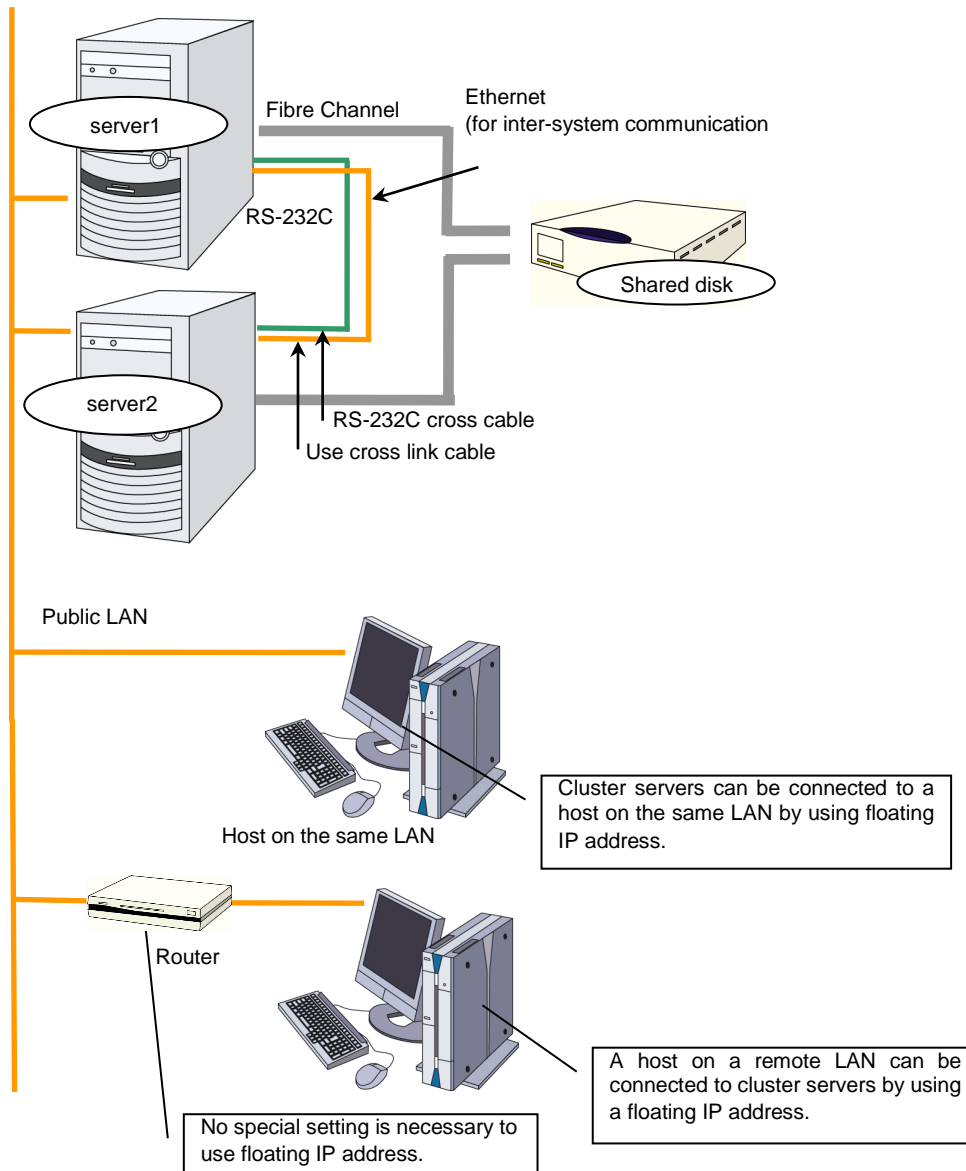 Ethernet
(for inter-system communication
Fibre Channel
server1
RS-232C
Shared disk
server2
RS-232C cross cable
Use cross link cable
Public LAN
Cluster servers can be connected to a
host on the same LAN by using floating
IP address.
Host on the same LAN
Router
A host on a remote LAN can be
connected to cluster servers by using
a floating IP address.
No special setting is necessary to
use floating IP address.